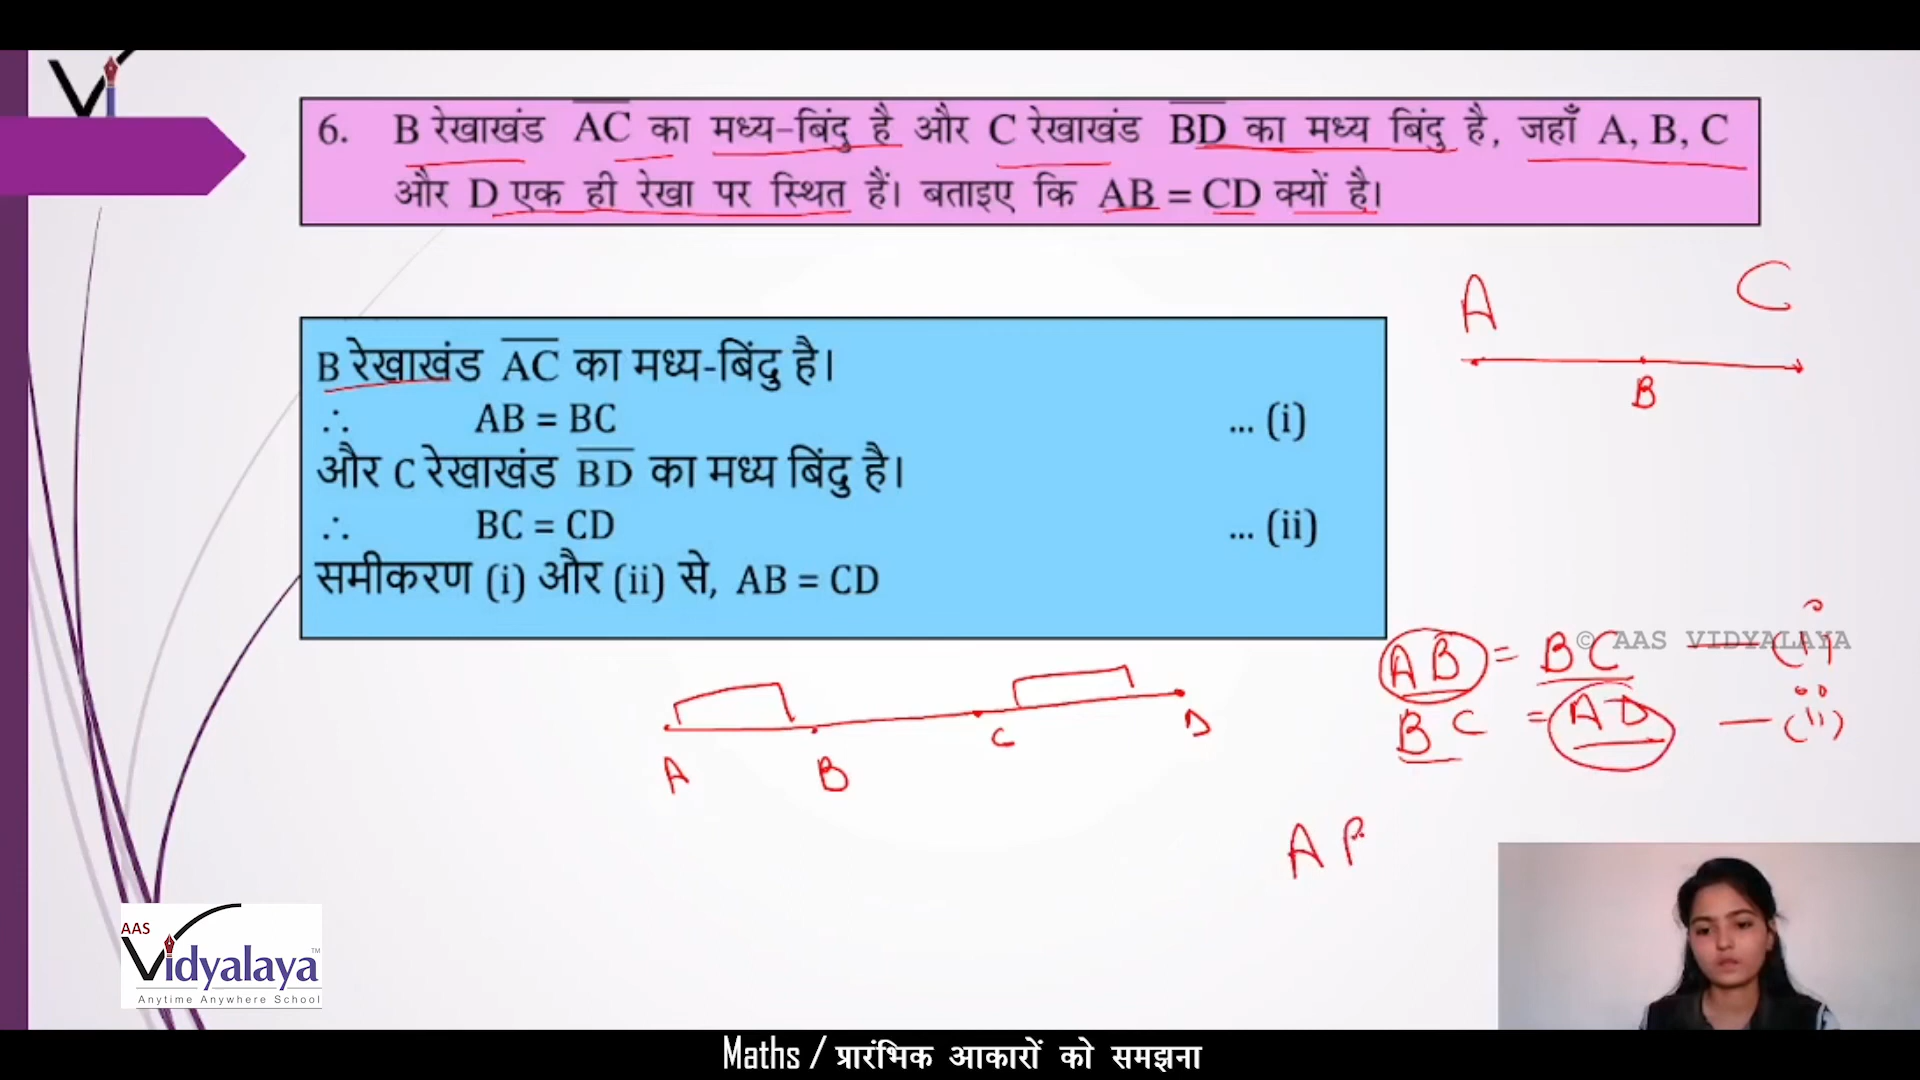 6. B रेखाखंड AC का मध्य-बिंदु है और C रेखाखंड BD का मध्य बिंदु है, जहाँ A, B, C
और D एक ही रेखा पर स्थित हैं। बताइए कि AB = CD क्यों है।
A C
B
B रेखाखंड AC का मध्य-बिंदु है।
∴ AB = BC ... (i)
और C रेखाखंड BD का मध्य बिंदु है।
∴ BC = CD ... (ii)
समीकरण (i) और (ii) से, AB = CD
© AAS VIDYALAYA
AB = BC — (i)
BC = AD — (ii)
A B C D
A
AAS
Vidyalaya™
Anytime Anywhere School
Maths / प्रारंभिक आकारों को समझना